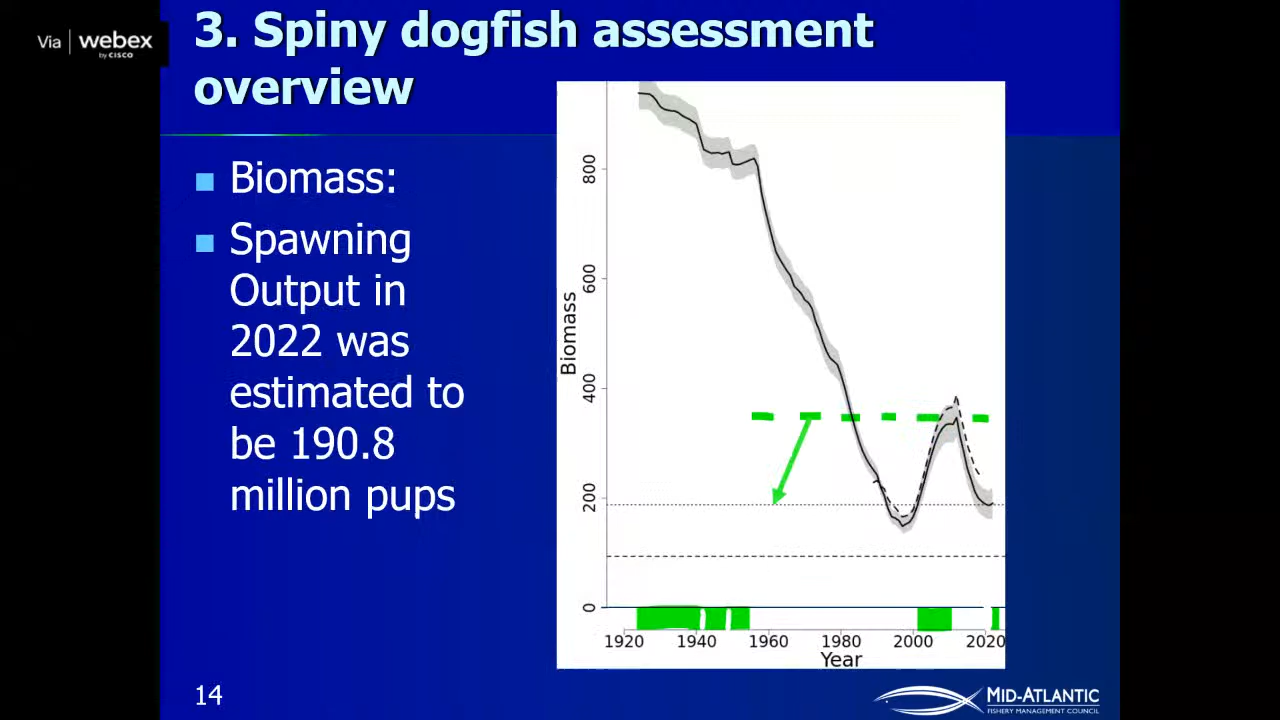 Via | webex
by CISCO
3. Spiny dogfish assessment
overview
Biomass:
Spawning
Output in
2022 was
estimated to
be 190.8
million pups
Biomass
800
600
400
200
0
1920 1940 1960 1980 2000 2020
Year
14
MID-ATLANTIC
FISHERY MANAGEMENT COUNCIL